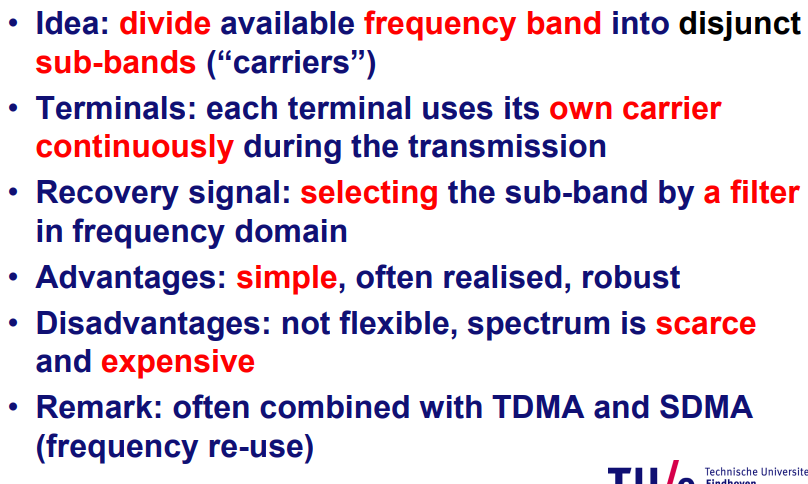 • Idea: divide available frequency band into disjunct
sub-bands (“carriers”)
• Terminals: each terminal uses its own carrier
continuously during the transmission
• Recovery signal: selecting the sub-band by a filter
in frequency domain
• Advantages: simple, often realised, robust
• Disadvantages: not flexible, spectrum is scarce
and expensive
• Remark: often combined with TDMA and SDMA
(frequency re-use)
TU/e
Technische Universite
Eindhoven